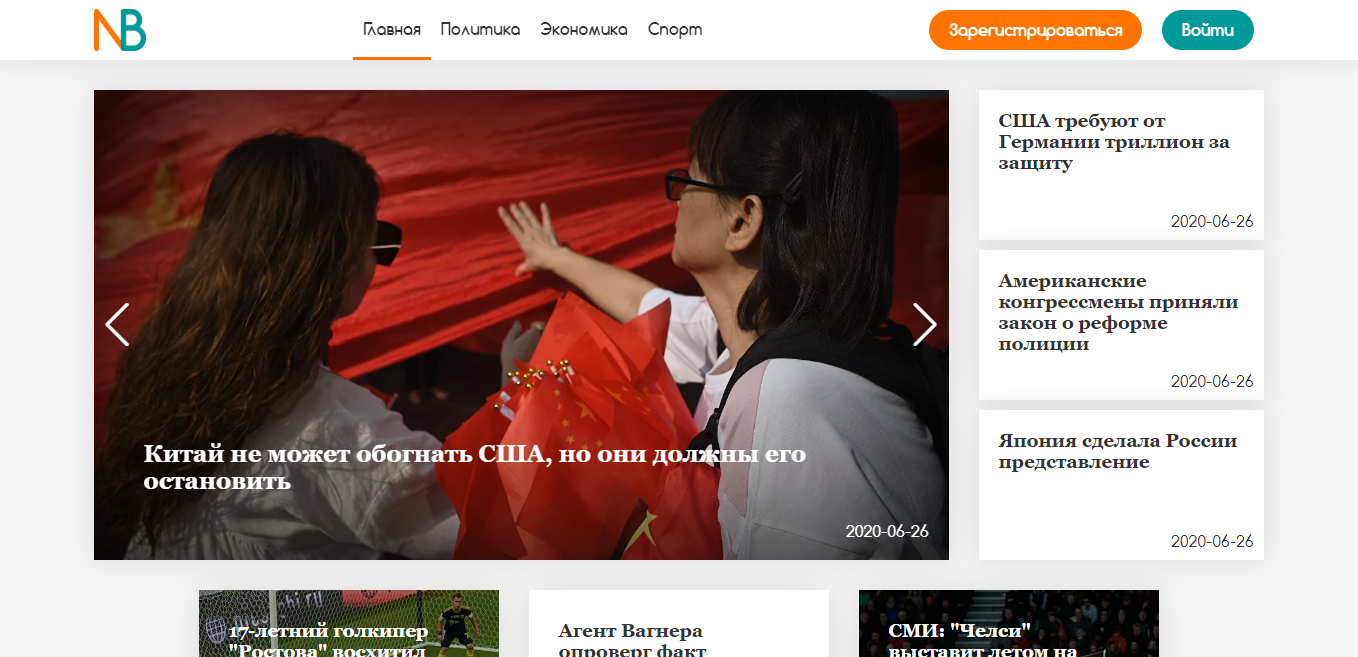 NB
Главная Политика Экономика Спорт
Зарегистрироваться Войти
Китай не может обогнать США, но они должны его
остановить
2020-06-26
США требуют от
Германии триллион за
защиту
2020-06-26
Американские
конгрессмены приняли
закон о реформе
полиции
2020-06-26
Япония сделала России
представление
2020-06-26
17-летний голкипер
"Ростова" восхитил
Агент Вагнера
опроверг факт
СМИ: "Челси"
выставит летом на